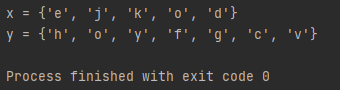 x = {'e', 'j', 'k', 'o', 'd'}
y = {'h', 'o', 'y', 'f', 'g', 'c', 'v'}
Process finished with exit code 0